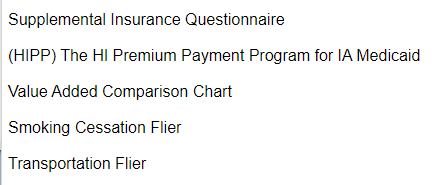 Supplemental Insurance Questionnaire
(HIPP) The HI Premium Payment Program for IA Medicaid
Value Added Comparison Chart
Smoking Cessation Flier
Transportation Flier